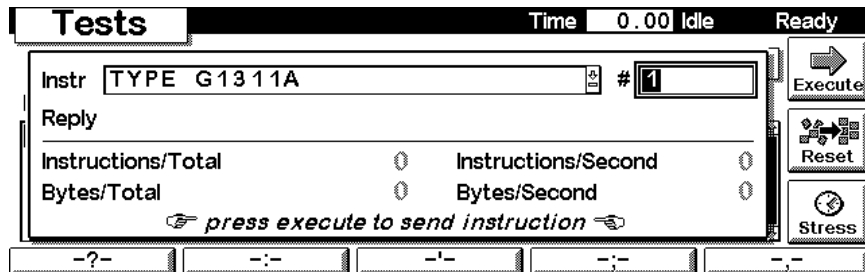 Tests Time 0.00 Idle Ready
Instr TYPE G1311A # 1
Execute
Reply
Instructions/Total 0 Instructions/Second 0
Reset
Bytes/Total 0 Bytes/Second 0
press execute to send instruction
Stress
-?- -:- -'- -;- -,-